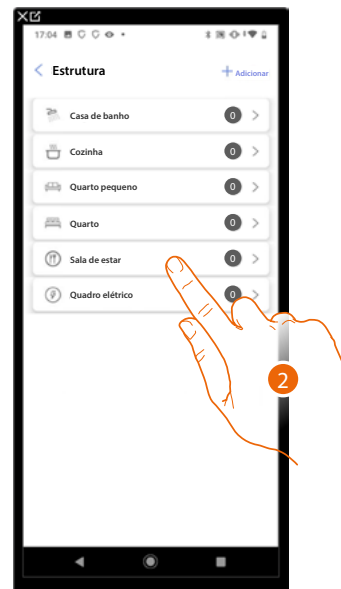 17:04
Estrutura
Adicionar
Casa de banho 0
Cozinha 0
Quarto pequeno 0
Quarto 0
Sala de estar 0
Quadro elétrico 0
2